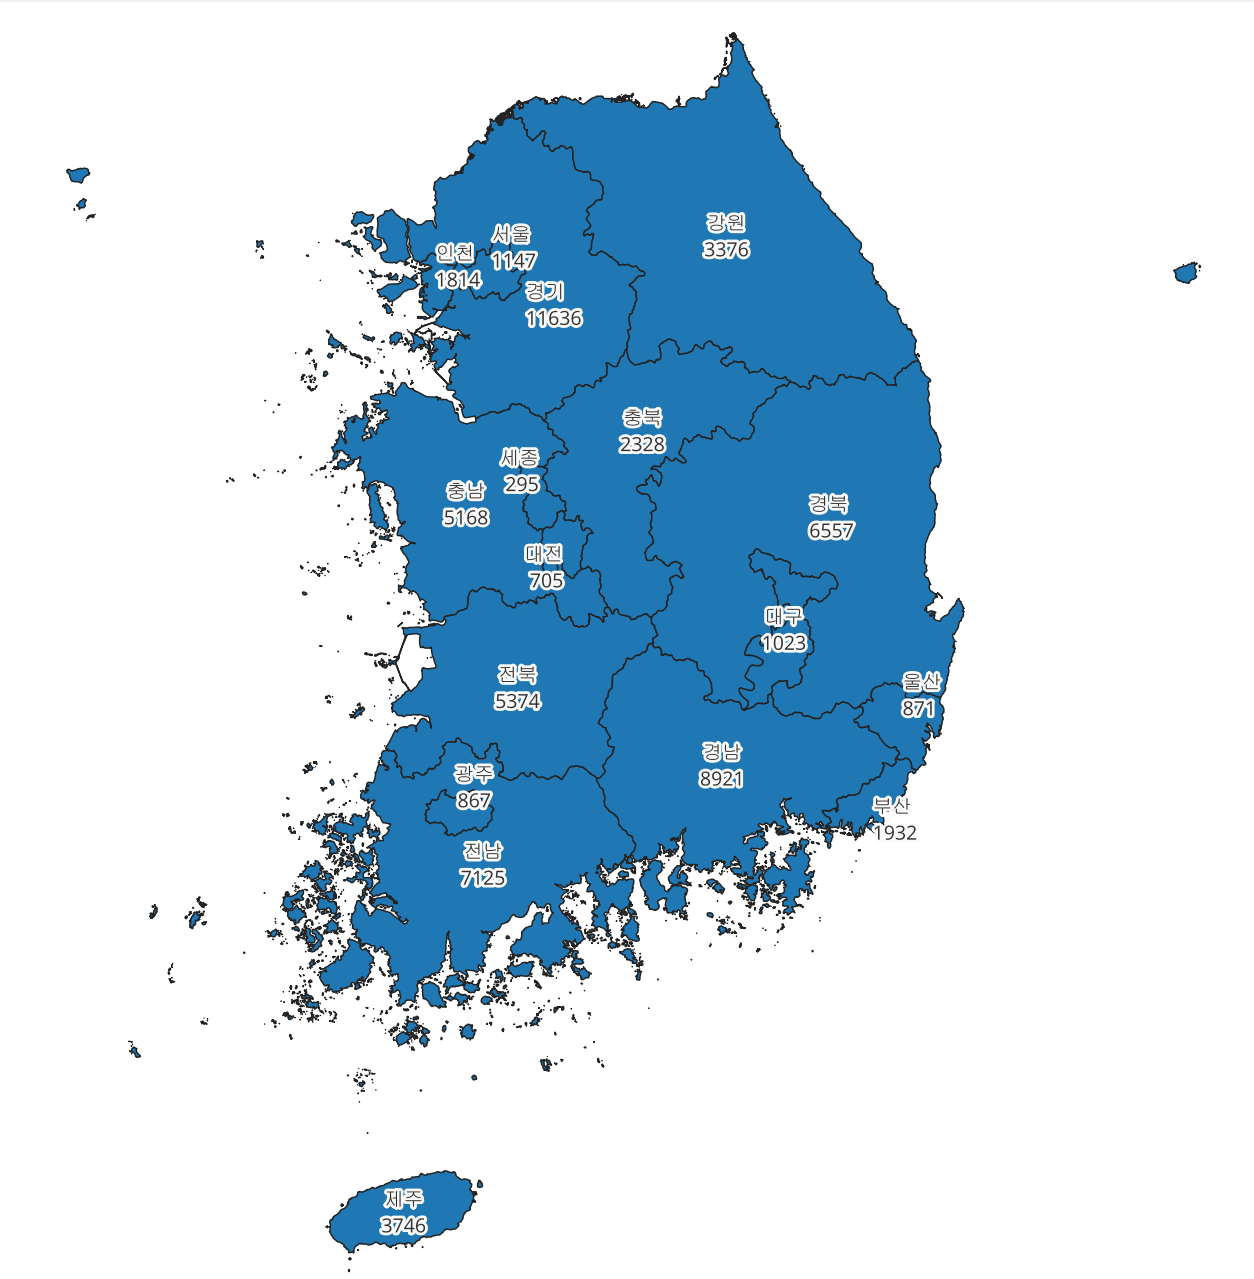 강원
3376
서울
1147
인천
1814
경기
11636
충북
2328
세종
295
충남
5168
경북
6557
대전
705
대구
1023
전북
5374
울산
871
경남
8921
광주
867
부산
1932
전남
7125
제주
3746